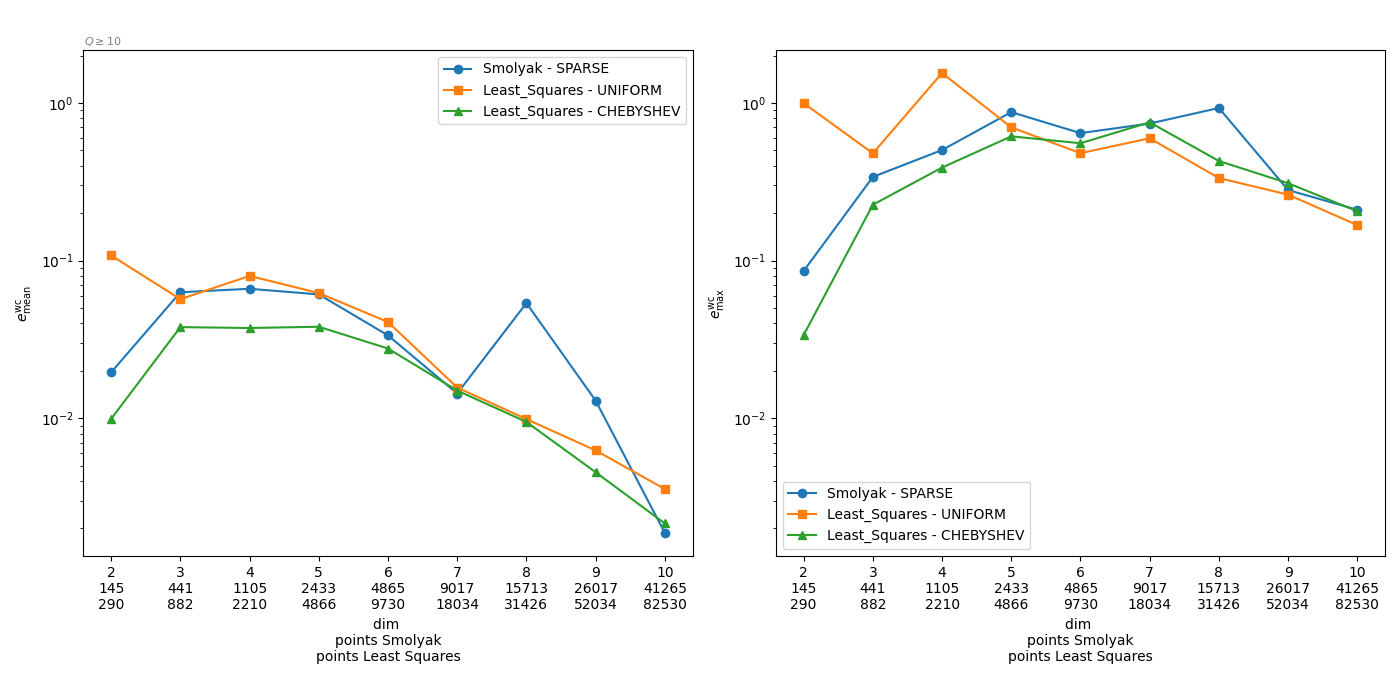 Q ≥ 10
Smolyak - SPARSE
Least_Squares - UNIFORM
Least_Squares - CHEBYSHEV
10⁰
10⁻¹
10⁻²
e^wc_mean
2 3 4 5 6 7 8 9 10
145 441 1105 2433 4865 9017 15713 26017 41265
290 882 2210 4866 9730 18034 31426 52034 82530
dim
points Smolyak
points Least Squares
10⁰
10⁻¹
10⁻²
e^wc_max
Smolyak - SPARSE
Least_Squares - UNIFORM
Least_Squares - CHEBYSHEV
2 3 4 5 6 7 8 9 10
145 441 1105 2433 4865 9017 15713 26017 41265
290 882 2210 4866 9730 18034 31426 52034 82530
dim
points Smolyak
points Least Squares